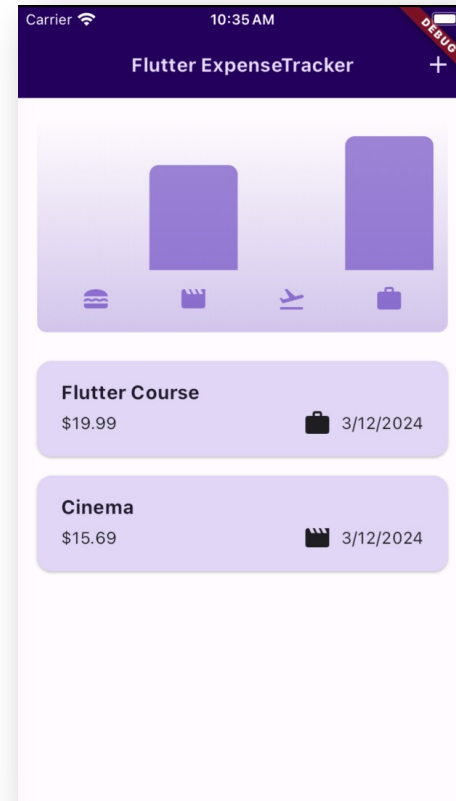 Carrier 10:35 AM
DEBUG
Flutter ExpenseTracker +
Flutter Course
$19.99 3/12/2024
Cinema
$15.69 3/12/2024